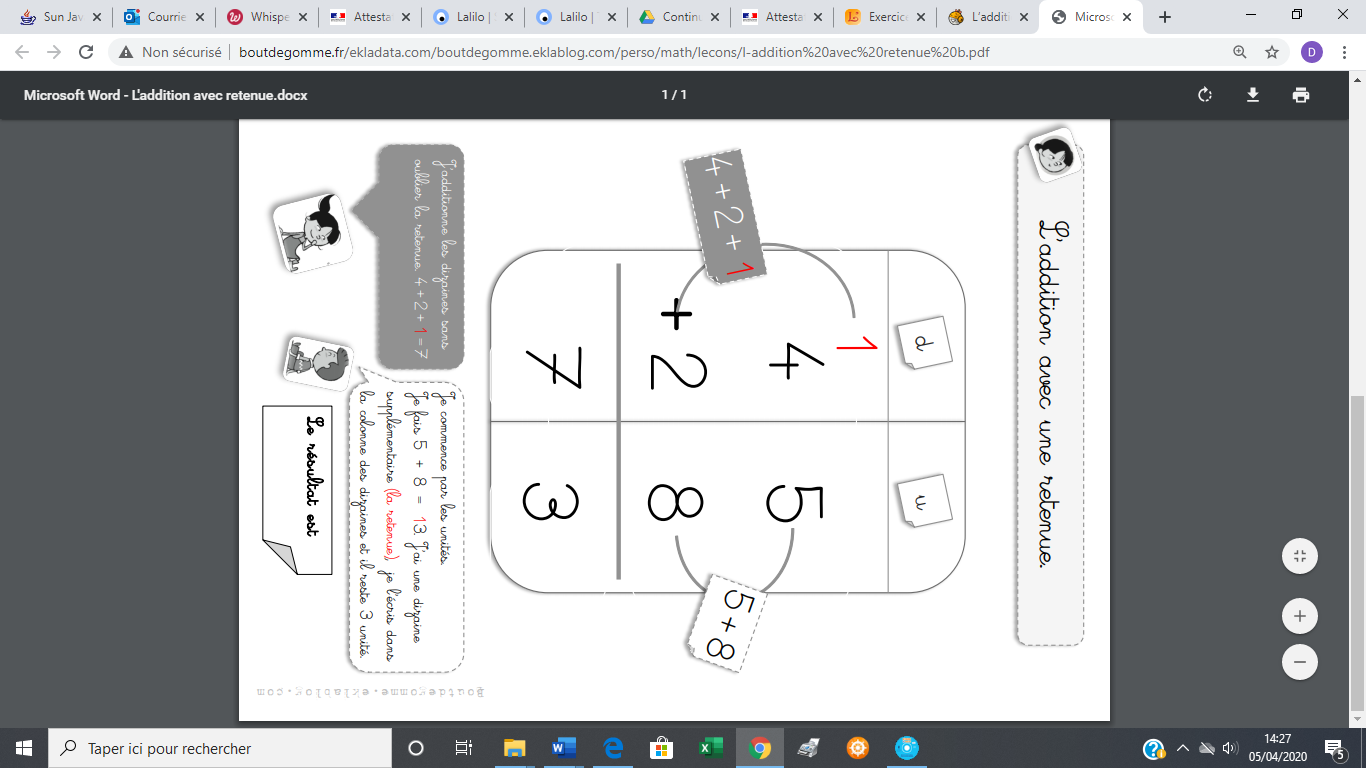 Sun Jav
Courrie
Whispe
Attesta
Lalilo |
Lalilo |
Continu
Attesta
Exercice
L'additi
Micros
Non sécurisé
boutdegomme.fr/ekladata.com/boutdegomme.eklablog.com/perso/math/lecons/l-addition%20avec%20retenue%20b.pdf
D
Microsoft Word - L'addition avec retenue.docx
1 / 1
L'addition avec une retenue.
d
u
1
4 5
+ 2 8
7 3
4 + 2 + 1
5 + 8
J'additionne les dizaines sans
oublier la retenue. 4 + 2 + 1 = 7
Je commence par les unités.
Je fais 5 + 8 = 13. J'ai une dizaine
supplémentaire (la retenue) je l'écris dans
la colonne des dizaines et il reste 3 unité.
Le résultat est
boutdegomme.eklablog.com
Taper ici pour rechercher
14:27
05/04/2020
5